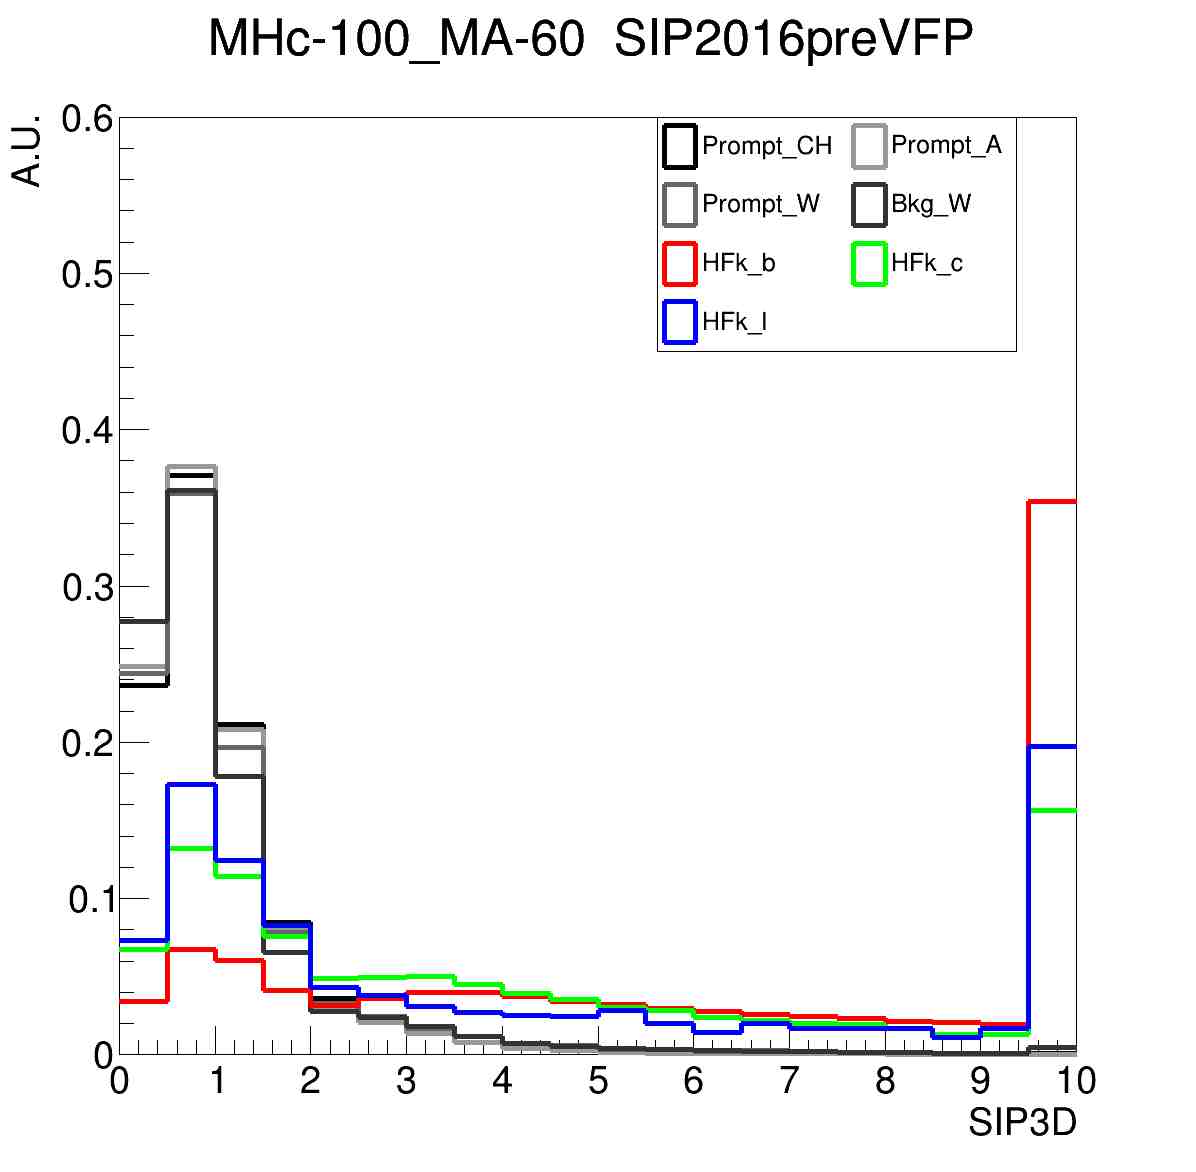 MHc-100_MA-60 SIP2016preVFP
A.U.
0.6
0.5
0.4
0.3
0.2
0.1
0
Prompt_CH Prompt_A
Prompt_W Bkg_W
HFk_b HFk_c
HFk_l
0 1 2 3 4 5 6 7 8 9 10
SIP3D